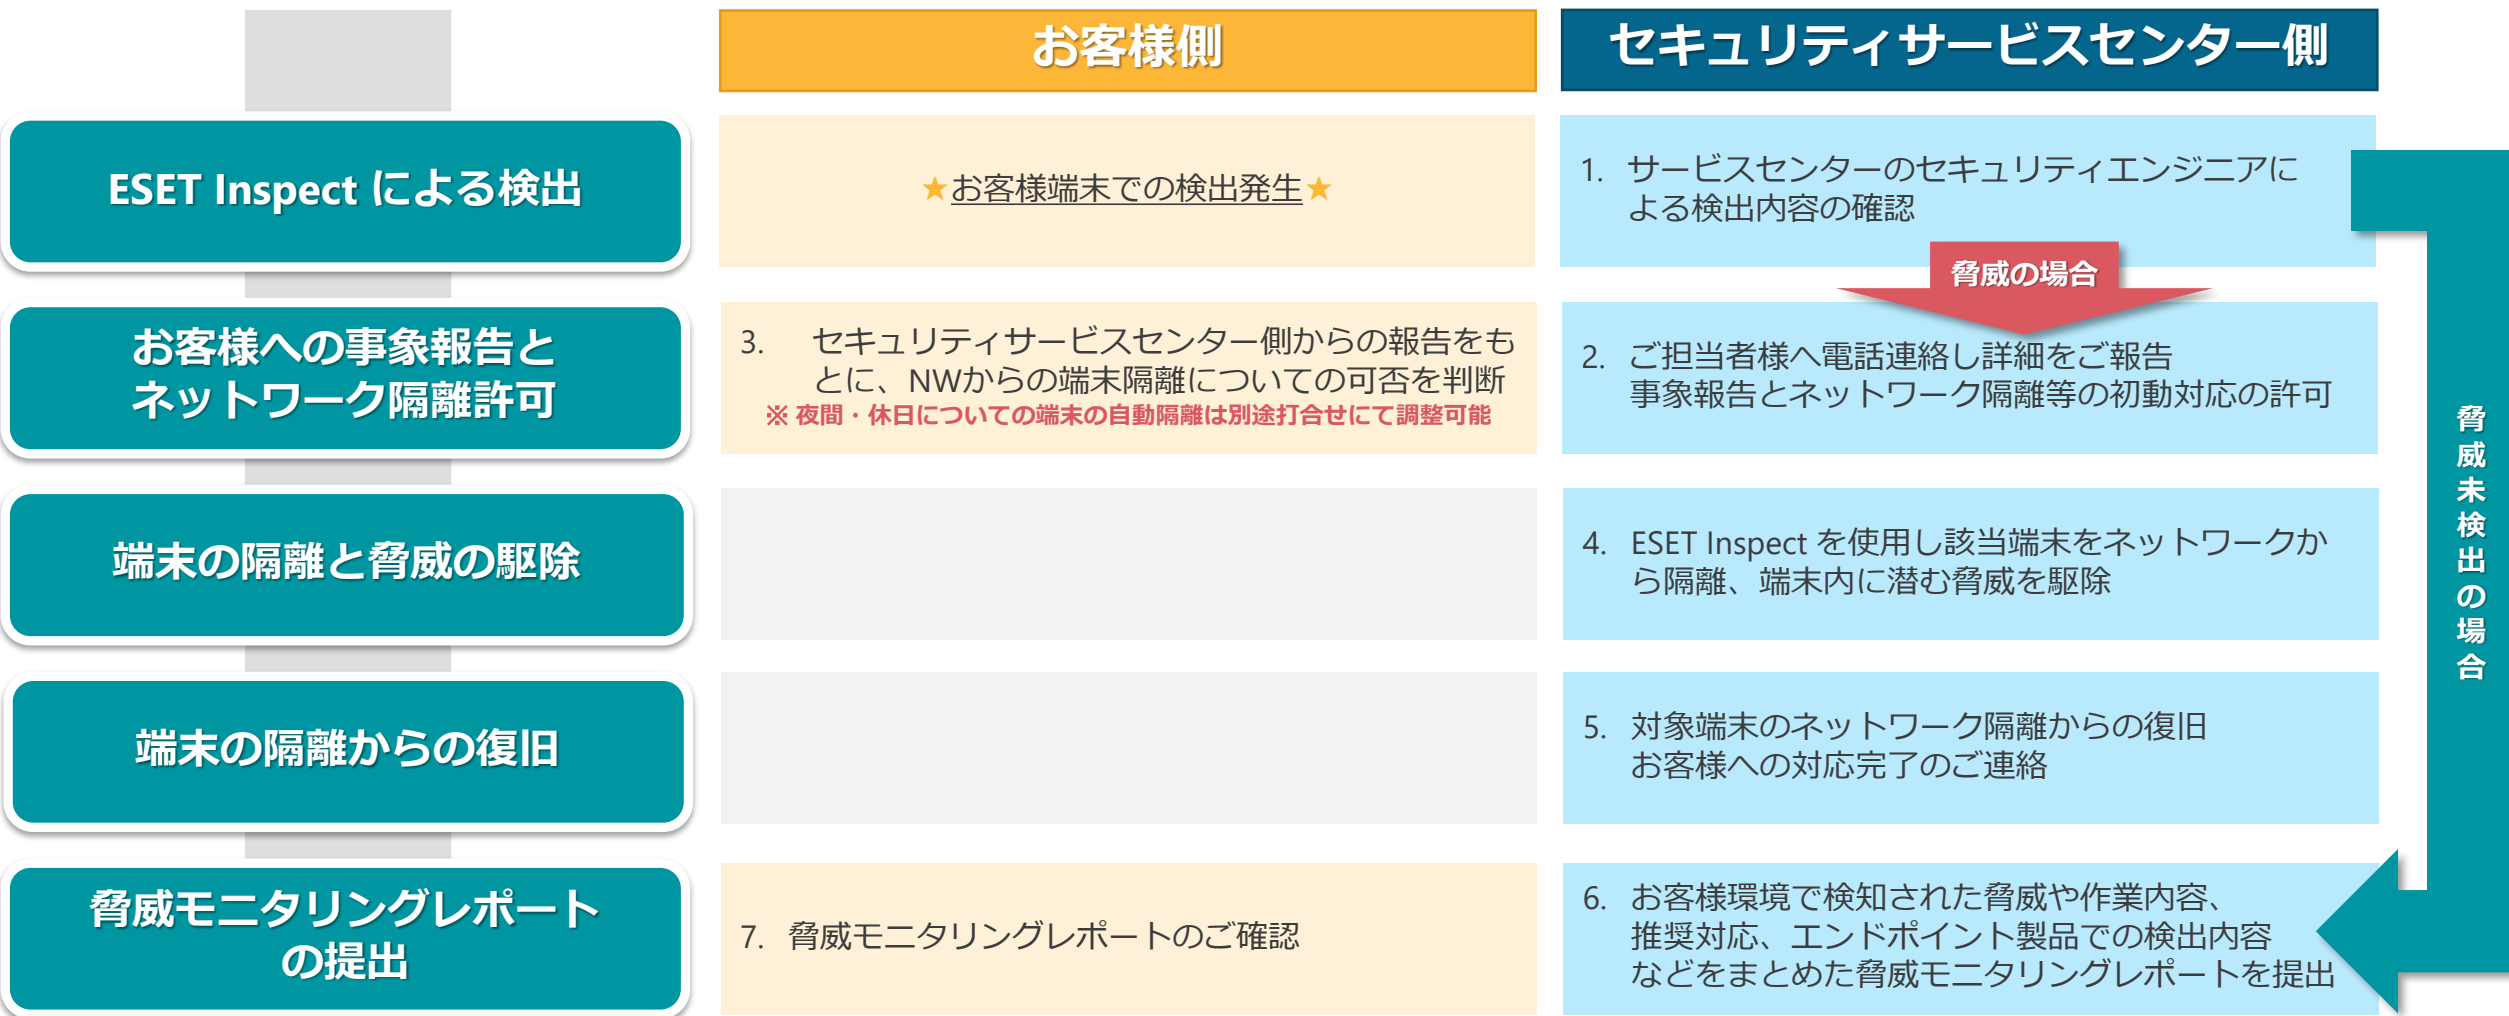 お客様側
セキュリティサービスセンター側
ESET Inspect による検出
★お客様端末での検出発生★
1. サービスセンターのセキュリティエンジニアに
よる検出内容の確認
脅威の場合
お客様への事象報告と
ネットワーク隔離許可
3. セキュリティサービスセンター側からの報告をも
とに、NWからの端末隔離についての可否を判断
※ 夜間・休日についての端末の自動隔離は別途打合せにて調整可能
2. ご担当者様へ電話連絡し詳細をご報告
事象報告とネットワーク隔離等の初動対応の許可
脅威未検出の場合
端末の隔離と脅威の駆除
4. ESET Inspect を使用し該当端末をネットワークか
ら隔離、端末内に潜む脅威を駆除
端末の隔離からの復旧
5. 対象端末のネットワーク隔離からの復旧
お客様への対応完了のご連絡
脅威モニタリングレポート
の提出
7. 脅威モニタリングレポートのご確認
6. お客様環境で検知された脅威や作業内容、
推奨対応、エンドポイント製品での検出内容
などをまとめた脅威モニタリングレポートを提出